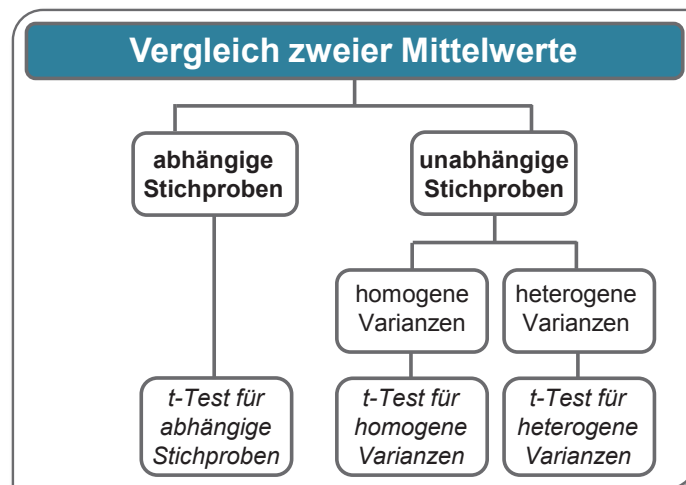 Vergleich zweier Mittelwerte
abhängige
Stichproben
unabhängige
Stichproben
homogene
Varianzen
heterogene
Varianzen
t-Test für
abhängige
Stichproben
t-Test für
homogene
Varianzen
t-Test für
heterogene
Varianzen